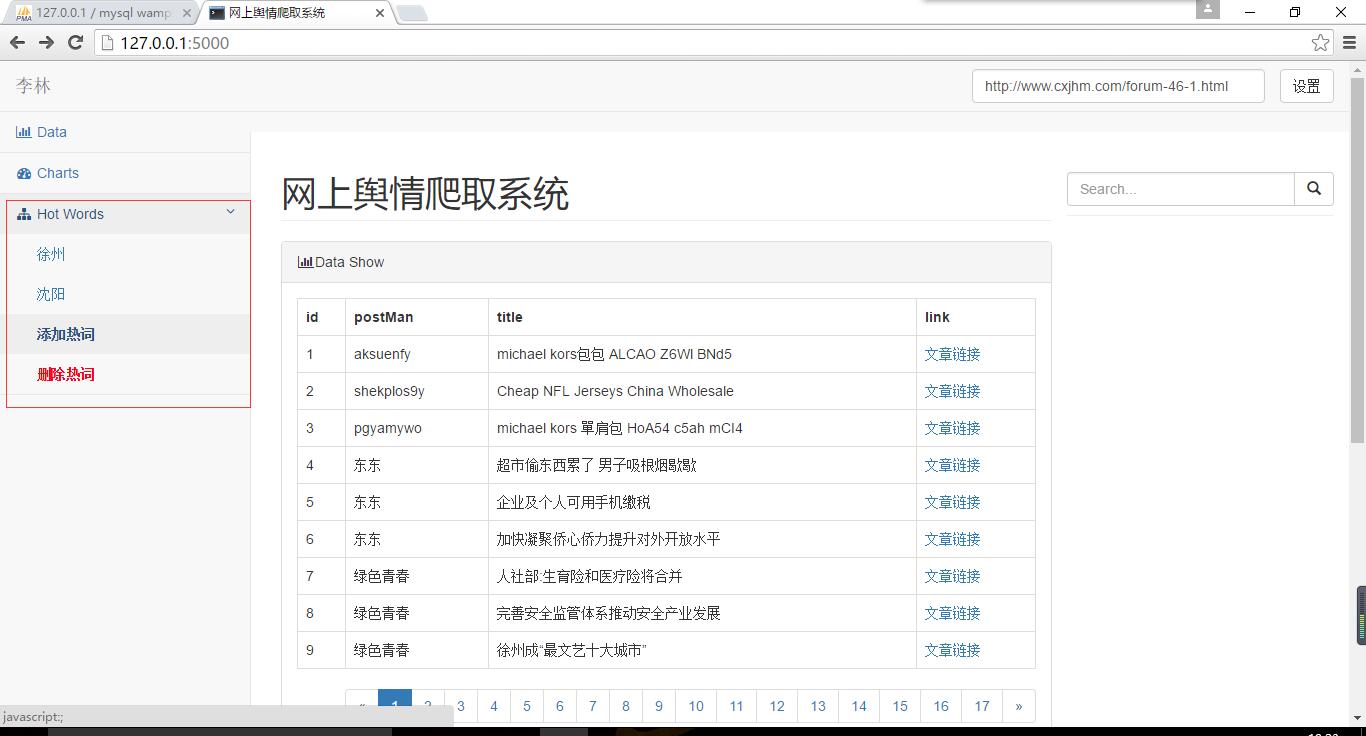 127.0.0.1 / mysql wamp
网上舆情爬取系统
127.0.0.1:5000
李林
http://www.cxjhm.com/forum-46-1.html
设置
Data
Charts
Hot Words
徐州
沈阳
添加热词
删除热词
网上舆情爬取系统
Search...
Data Show
id postMan title link
1 aksuenfy michael kors包包 ALCAO Z6WI BNd5 文章链接
2 shekplos9y Cheap NFL Jerseys China Wholesale 文章链接
3 pgyamywo michael kors 單肩包 HoA54 c5ah mCI4 文章链接
4 东东 超市偷东西累了 男子吸根烟歇歇 文章链接
5 东东 企业及个人可用手机缴税 文章链接
6 东东 加快凝聚侨心侨力提升对外开放水平 文章链接
7 绿色青春 人社部:生育险和医疗险将合并 文章链接
8 绿色青春 完善安全监管体系推动安全产业发展 文章链接
9 绿色青春 徐州成“最文艺十大城市” 文章链接
« 1 2 3 4 5 6 7 8 9 10 11 12 13 14 15 16 17 »
javascript:;